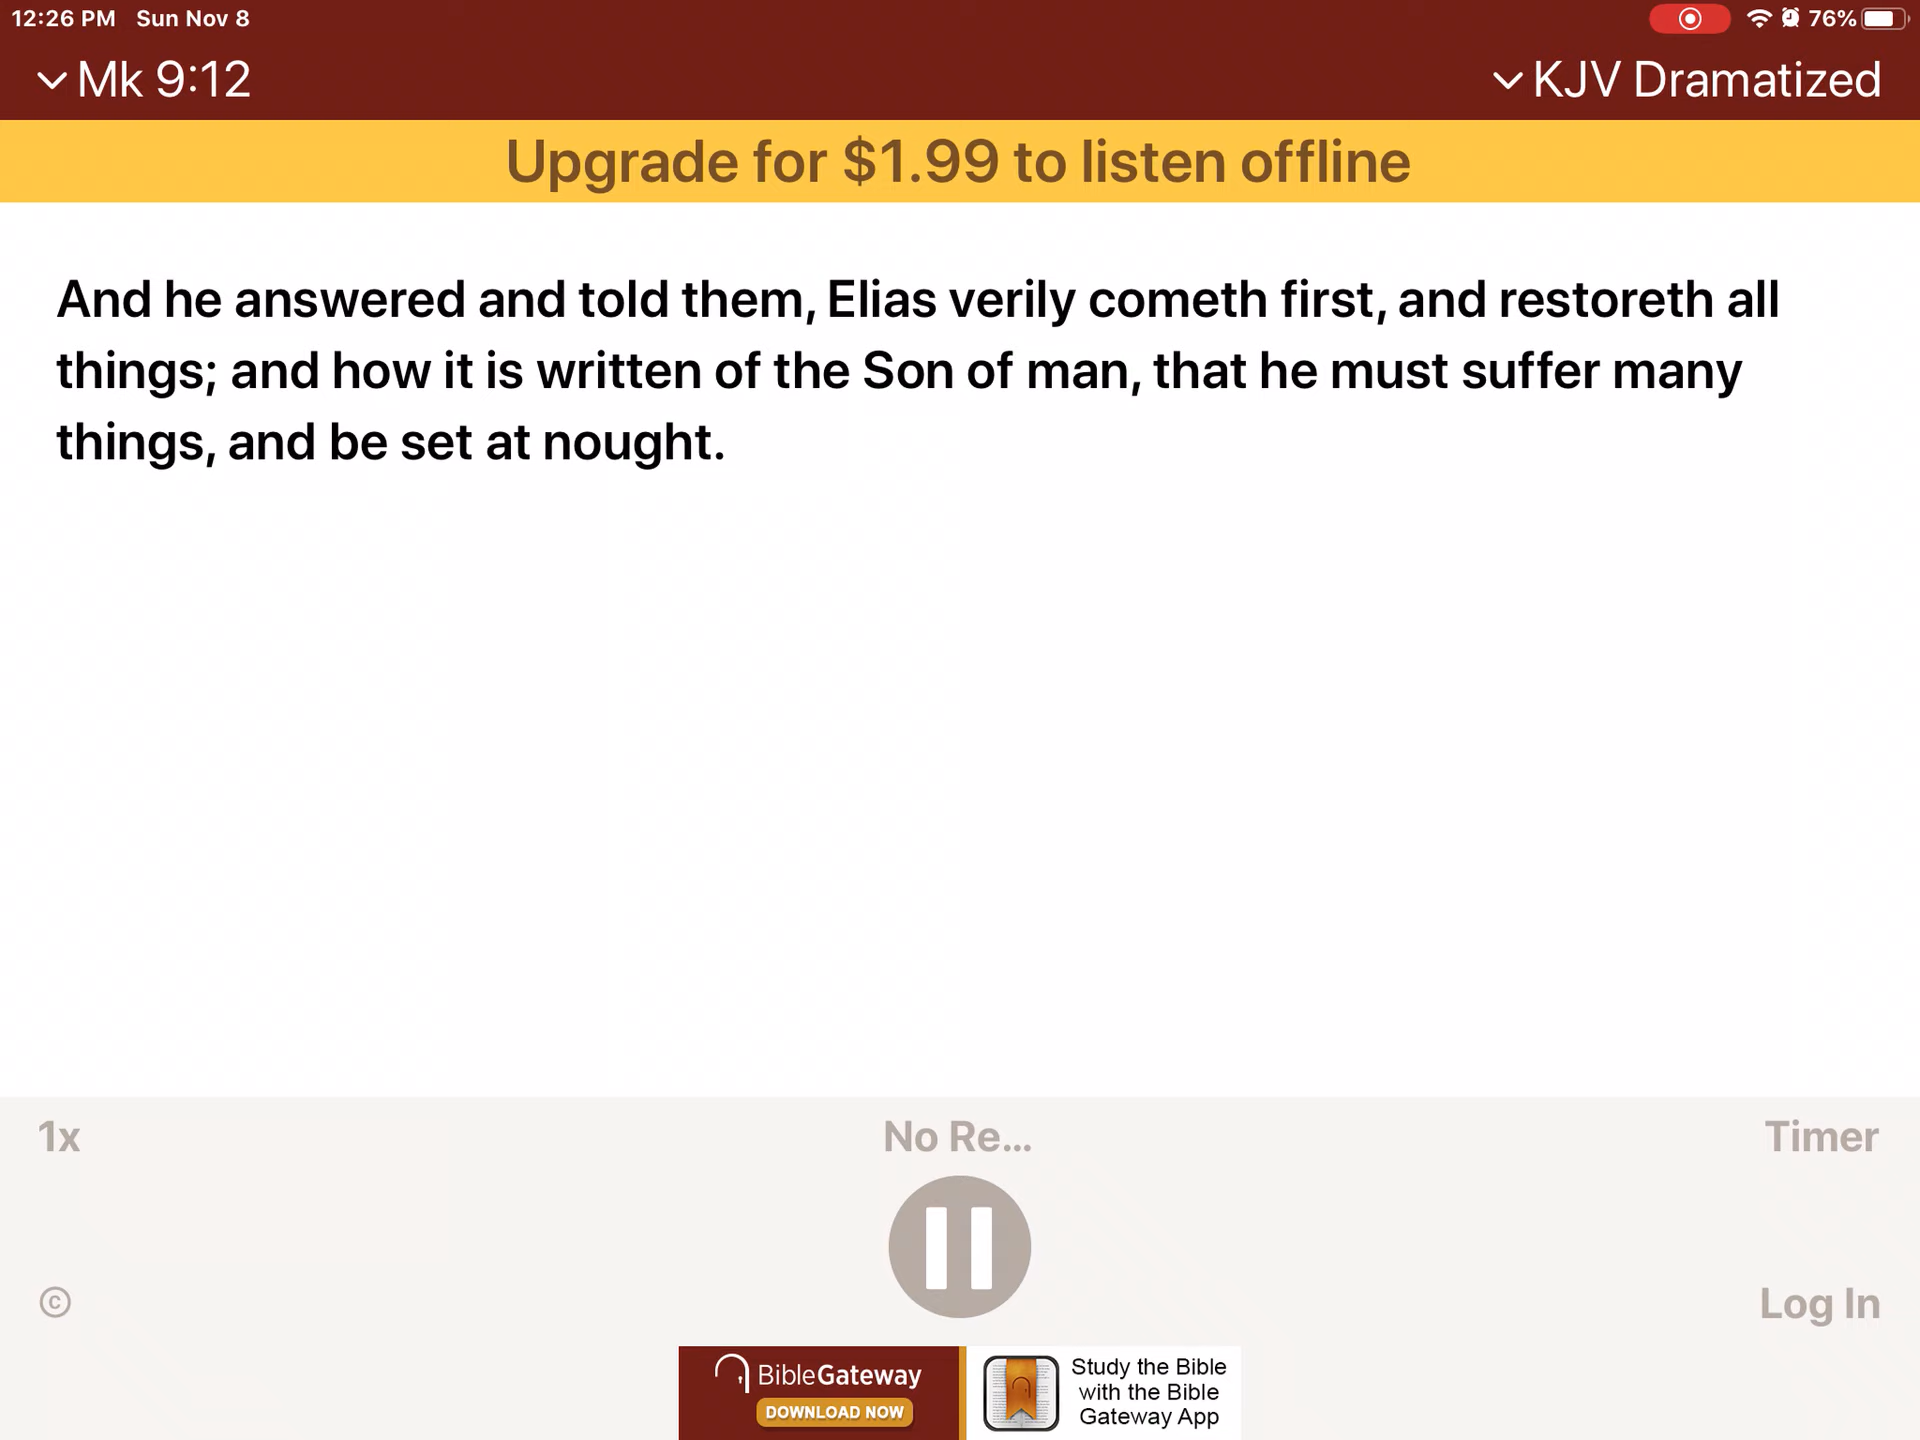 12:26 PM Sun Nov 8 76%
Mk 9:12 KJV Dramatized
Upgrade for $1.99 to listen offline
And he answered and told them, Elias verily cometh first, and restoreth all
things; and how it is written of the Son of man, that he must suffer many
things, and be set at nought.
1x No Re... Timer
© Log In
BibleGateway
DOWNLOAD NOW
Study the Bible
with the Bible
Gateway App